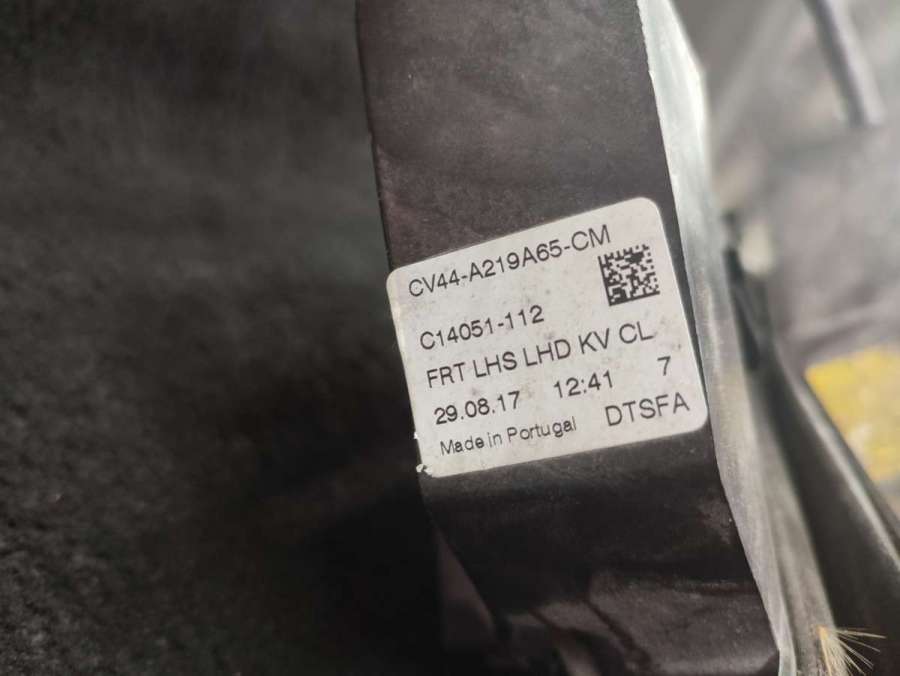 CV44-A219A65-CM
C14051-112
FRT LHS LHD KV CL
29.08.17 12:41 7
Made in Portugal DTSFA